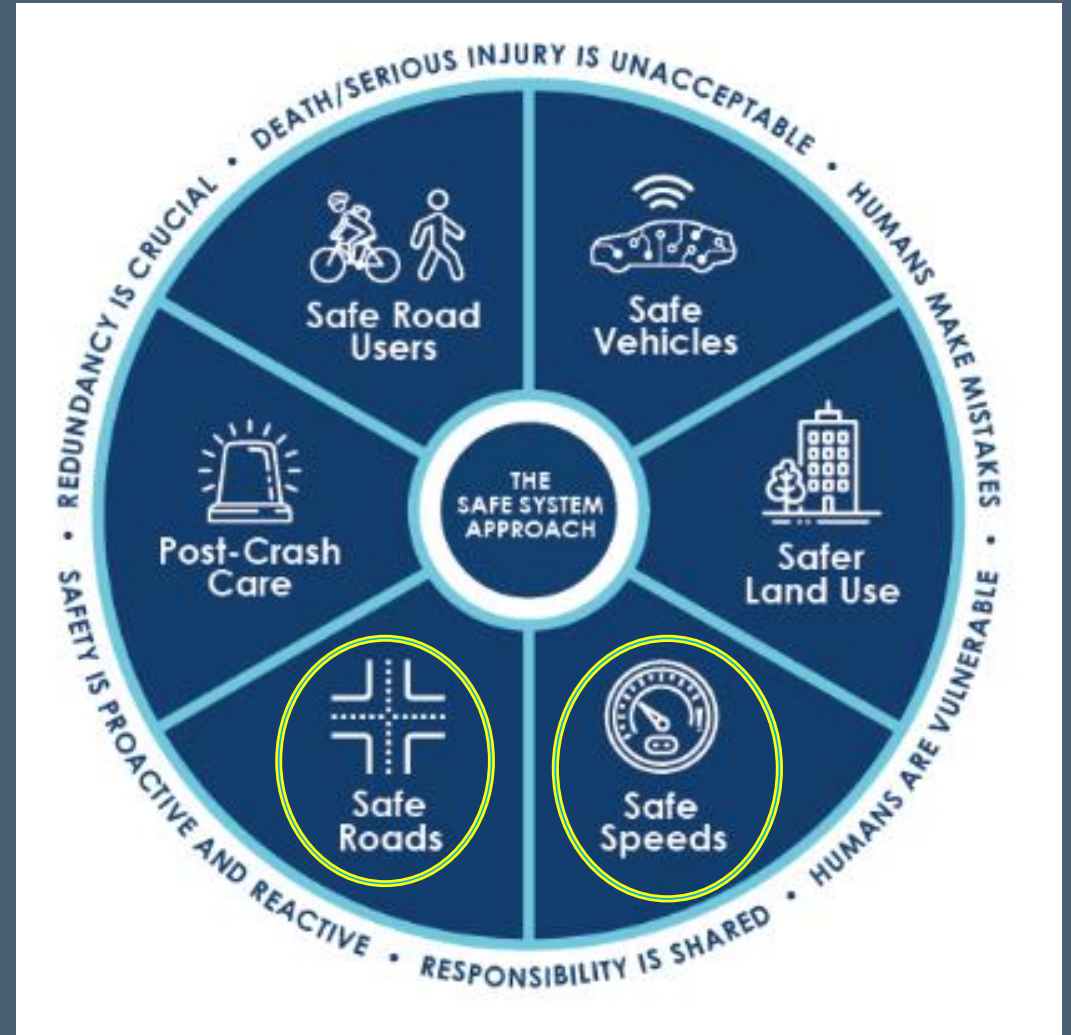 DEATH/SERIOUS INJURY IS UNACCEPTABLE •
HUMANS MAKE MISTAKES •
HUMANS ARE VULNERABLE •
RESPONSIBILITY IS SHARED •
SAFETY IS PROACTIVE AND REACTIVE •
REDUNDANCY IS CRUCIAL •
Safe Road
Users
Safe
Vehicles
Post-Crash
Care
THE
SAFE SYSTEM
APPROACH
Safer
Land Use
Safe
Roads
Safe
Speeds